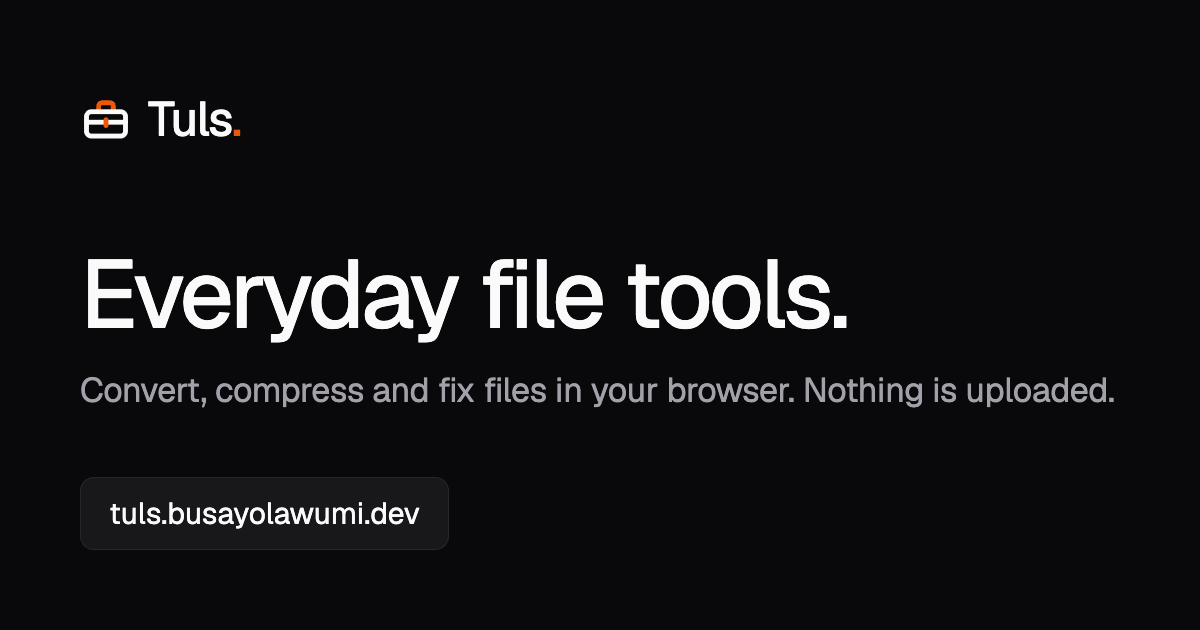 Tuls.
Everyday file tools.
Convert, compress and fix files in your browser. Nothing is uploaded.
tuls.busayolawumi.dev